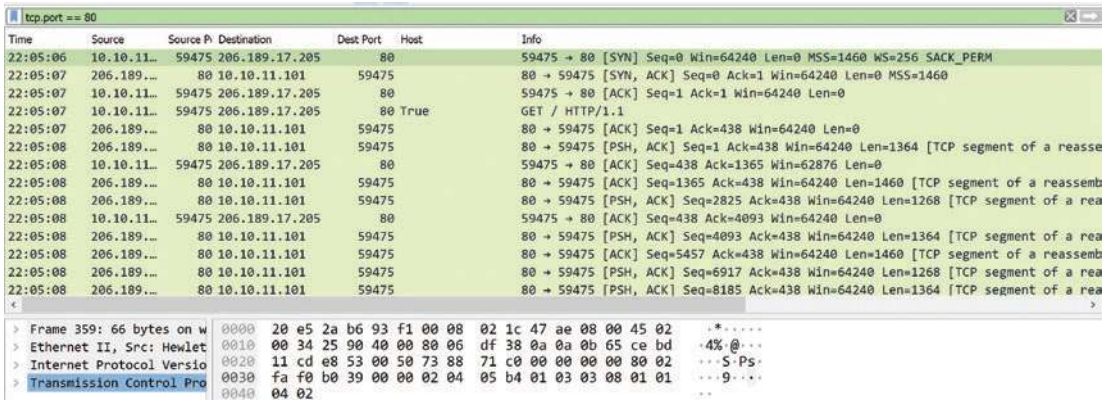 tcp.port == 80
Time Source Source P Destination Dest Port Host Info
22:05:06 10.10.11… 59475 206.189.17.205 80 59475 → 80 [SYN] Seq=0 Win=64240 Len=0 MSS=1460 WS=256 SACK_PERM
22:05:07 206.189.… 80 10.10.11.101 59475 80 → 59475 [SYN, ACK] Seq=0 Ack=1 Win=64240 Len=0 MSS=1460
22:05:07 10.10.11… 59475 206.189.17.205 80 59475 → 80 [ACK] Seq=1 Ack=1 Win=64240 Len=0
22:05:07 10.10.11… 59475 206.189.17.205 80 True GET / HTTP/1.1
22:05:07 206.189.… 80 10.10.11.101 59475 80 → 59475 [ACK] Seq=1 Ack=438 Win=64240 Len=0
22:05:08 206.189.… 80 10.10.11.101 59475 80 → 59475 [PSH, ACK] Seq=1 Ack=438 Win=64240 Len=1364 [TCP segment of a reasse
22:05:08 10.10.11… 59475 206.189.17.205 80 59475 → 80 [ACK] Seq=438 Ack=1365 Win=62876 Len=0
22:05:08 206.189.… 80 10.10.11.101 59475 80 → 59475 [ACK] Seq=1365 Ack=438 Win=64240 Len=1460 [TCP segment of a reassemb
22:05:08 206.189.… 80 10.10.11.101 59475 80 → 59475 [PSH, ACK] Seq=2825 Ack=438 Win=64240 Len=1268 [TCP segment of a rea
22:05:08 10.10.11… 59475 206.189.17.205 80 59475 → 80 [ACK] Seq=438 Ack=4093 Win=64240 Len=0
22:05:08 206.189.… 80 10.10.11.101 59475 80 → 59475 [PSH, ACK] Seq=4093 Ack=438 Win=64240 Len=1364 [TCP segment of a rea
22:05:08 206.189.… 80 10.10.11.101 59475 80 → 59475 [ACK] Seq=5457 Ack=438 Win=64240 Len=1460 [TCP segment of a reassemb
22:05:08 206.189.… 80 10.10.11.101 59475 80 → 59475 [PSH, ACK] Seq=6917 Ack=438 Win=64240 Len=1268 [TCP segment of a rea
22:05:08 206.189.… 80 10.10.11.101 59475 80 → 59475 [PSH, ACK] Seq=8185 Ack=438 Win=64240 Len=1364 [TCP segment of a rea
> Frame 359: 66 bytes on w
> Ethernet II, Src: Hewlet
> Internet Protocol Versio
> Transmission Control Pro
0000 20 e5 2a b6 93 f1 00 08 02 1c 47 ae 08 00 45 02 ·*·····
0010 00 34 25 90 40 00 80 06 df 38 0a 0a 0b 65 ce bd ·4%·@···
0020 11 cd e8 53 00 50 73 88 71 c0 00 00 00 00 80 02 ···S·Ps·
0030 fa f0 b0 39 00 00 02 04 05 b4 01 03 03 08 01 01 ···9····
0040 04 02 ··